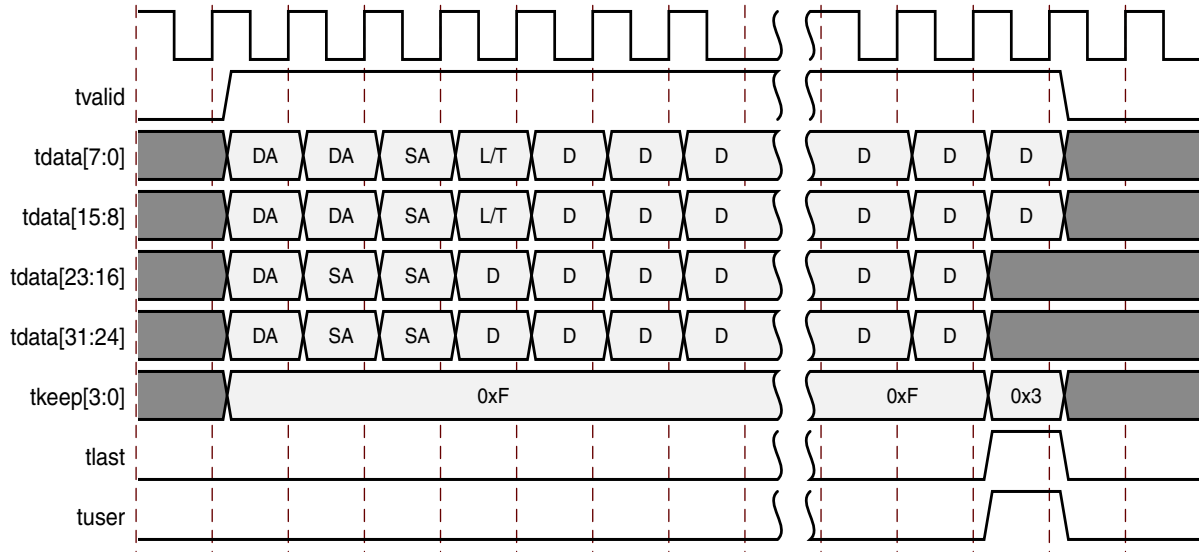 tvalid
tdata[7:0] DA DA SA L/T D D D D D D
tdata[15:8] DA DA SA L/T D D D D D D
tdata[23:16] DA SA SA D D D D D D
tdata[31:24] DA SA SA D D D D D D
tkeep[3:0] 0xF 0xF 0x3
tlast
tuser